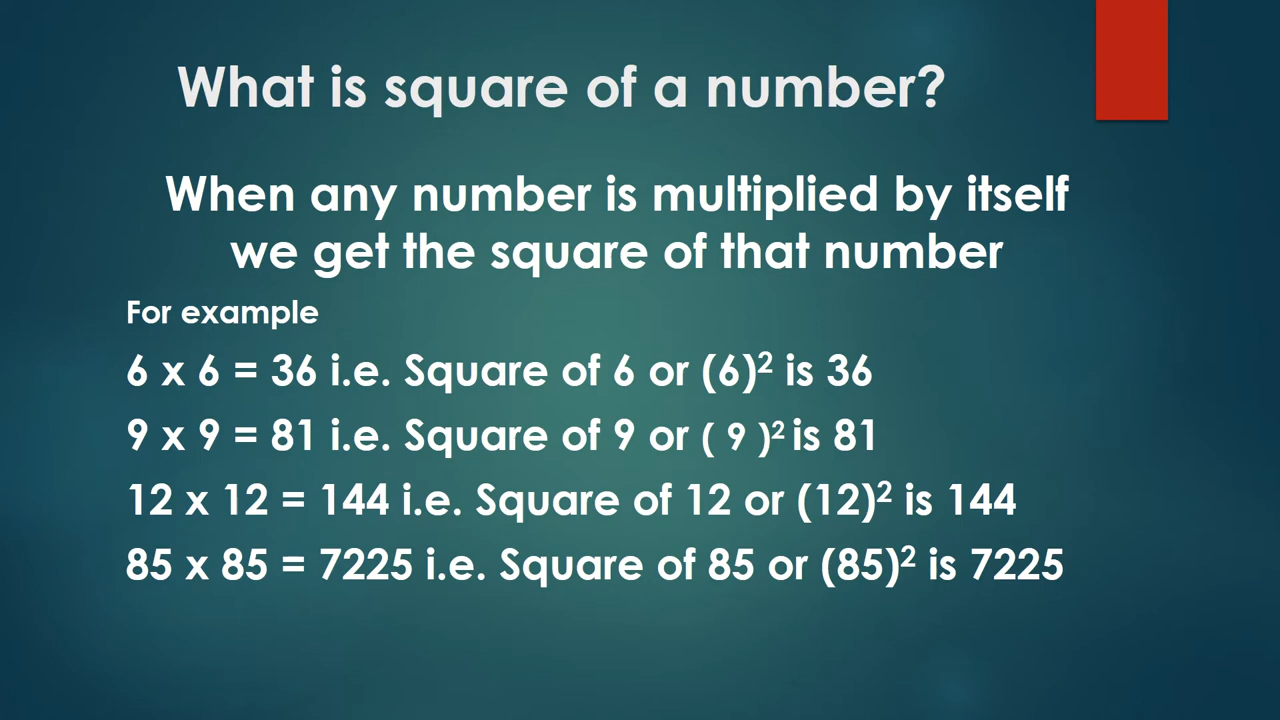 What is square of a number?
When any number is multiplied by itself
we get the square of that number
For example
6 x 6 = 36 i.e. Square of 6 or (6)² is 36
9 x 9 = 81 i.e. Square of 9 or ( 9 )² is 81
12 x 12 = 144 i.e. Square of 12 or (12)² is 144
85 x 85 = 7225 i.e. Square of 85 or (85)² is 7225